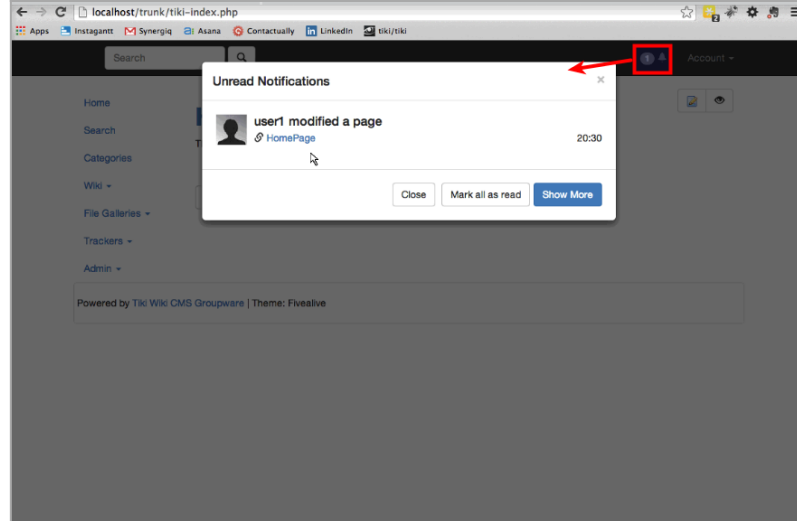 localhost/trunk/tiki-index.php
2
Apps Instagantt Synergiq Asana Contactually LinkedIn tiki/tiki
Search 1 Account
Unread Notifications ×
Home
user1 modified a page
Search
HomePage 20:30
T
Categories
Wiki
Close Mark all as read Show More
File Galleries
Trackers
Admin
Powered by Tiki Wiki CMS Groupware | Theme: Fivealive